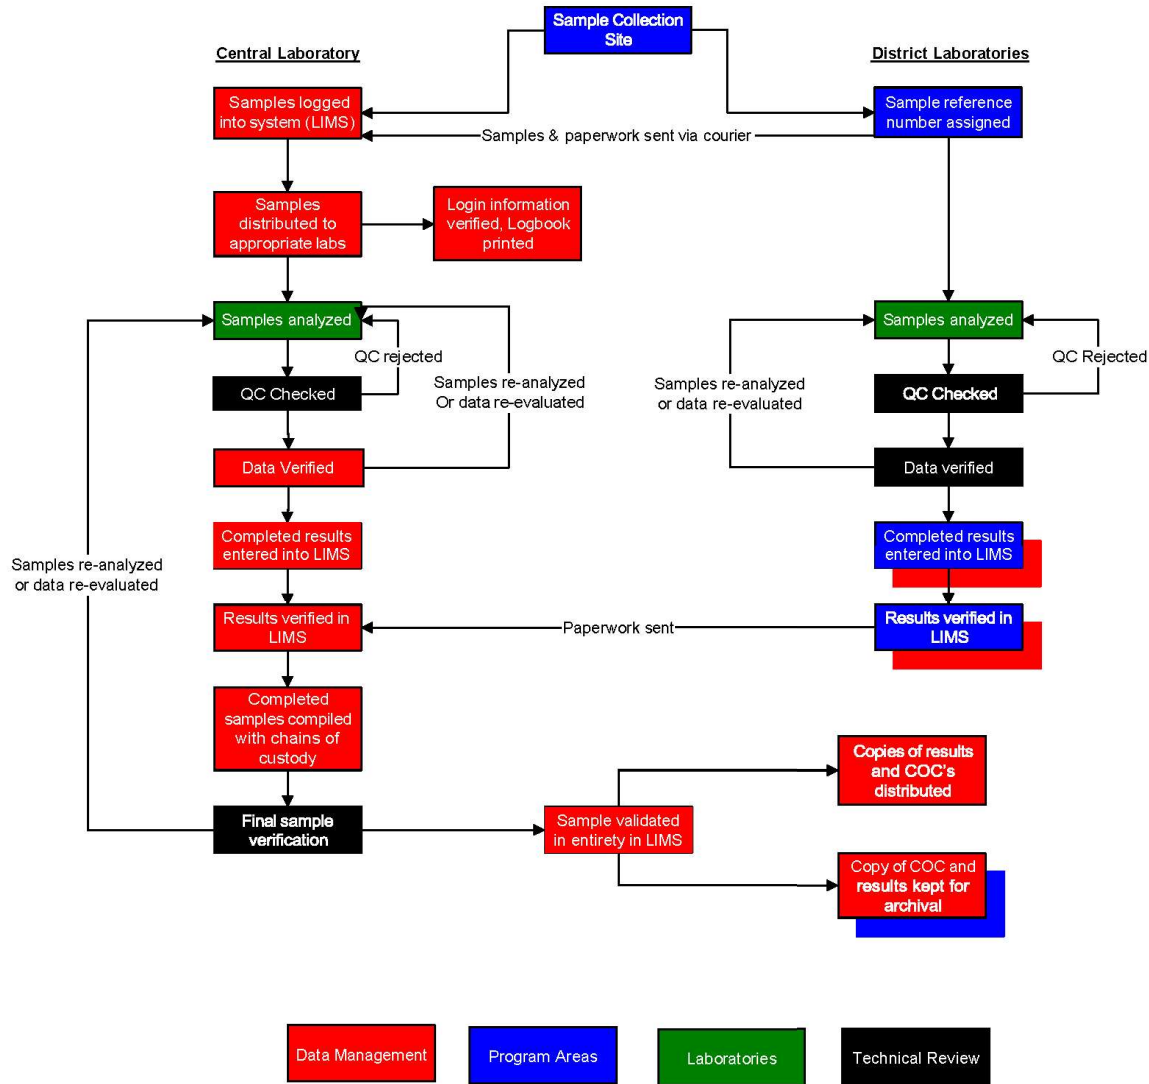 Sample Collection
Site
Central Laboratory
District Laboratories
Samples logged
into system (LIMS)
Sample reference
number assigned
Samples & paperwork sent via courier
Samples
distributed to
appropriate labs
Login information
verified, Logbook
printed
Samples analyzed
Samples analyzed
QC rejected
QC Rejected
Samples re-analyzed
Or data re-evaluated
Samples re-analyzed
or data re-evaluated
QC Checked
QC Checked
Data Verified
Data verified
Completed results
entered into LIMS
Completed results
entered into LIMS
Samples re-analyzed
or data re-evaluated
Results verified in
LIMS
Paperwork sent
Results verified in
LIMS
Completed
samples compiled
with chains of
custody
Copies of results
and COC's
distributed
Final sample
verification
Sample validated
in entirety in LIMS
Copy of COC and
results kept for
archival
Data Management
Program Areas
Laboratories
Technical Review